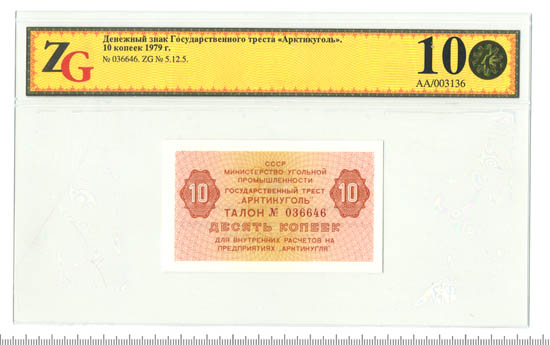 ZG
Денежный знак Государственного треста «Арктикуголь».
10 копеек 1979 г.
№ 036646. ZG № 5.12.5.
10
АА/003136
СССР
МИНИСТЕРСТВО УГОЛЬНОЙ
ПРОМЫШЛЕННОСТИ
ГОСУДАРСТВЕННЫЙ ТРЕСТ
„АРКТИКУГОЛЬ"
ТАЛОН № 036646
10
10
ДЕСЯТЬ КОПЕЕК
ДЛЯ ВНУТРЕННИХ РАСЧЕТОВ НА
ПРЕДПРИЯТИЯХ „АРКТИКУГЛЯ"